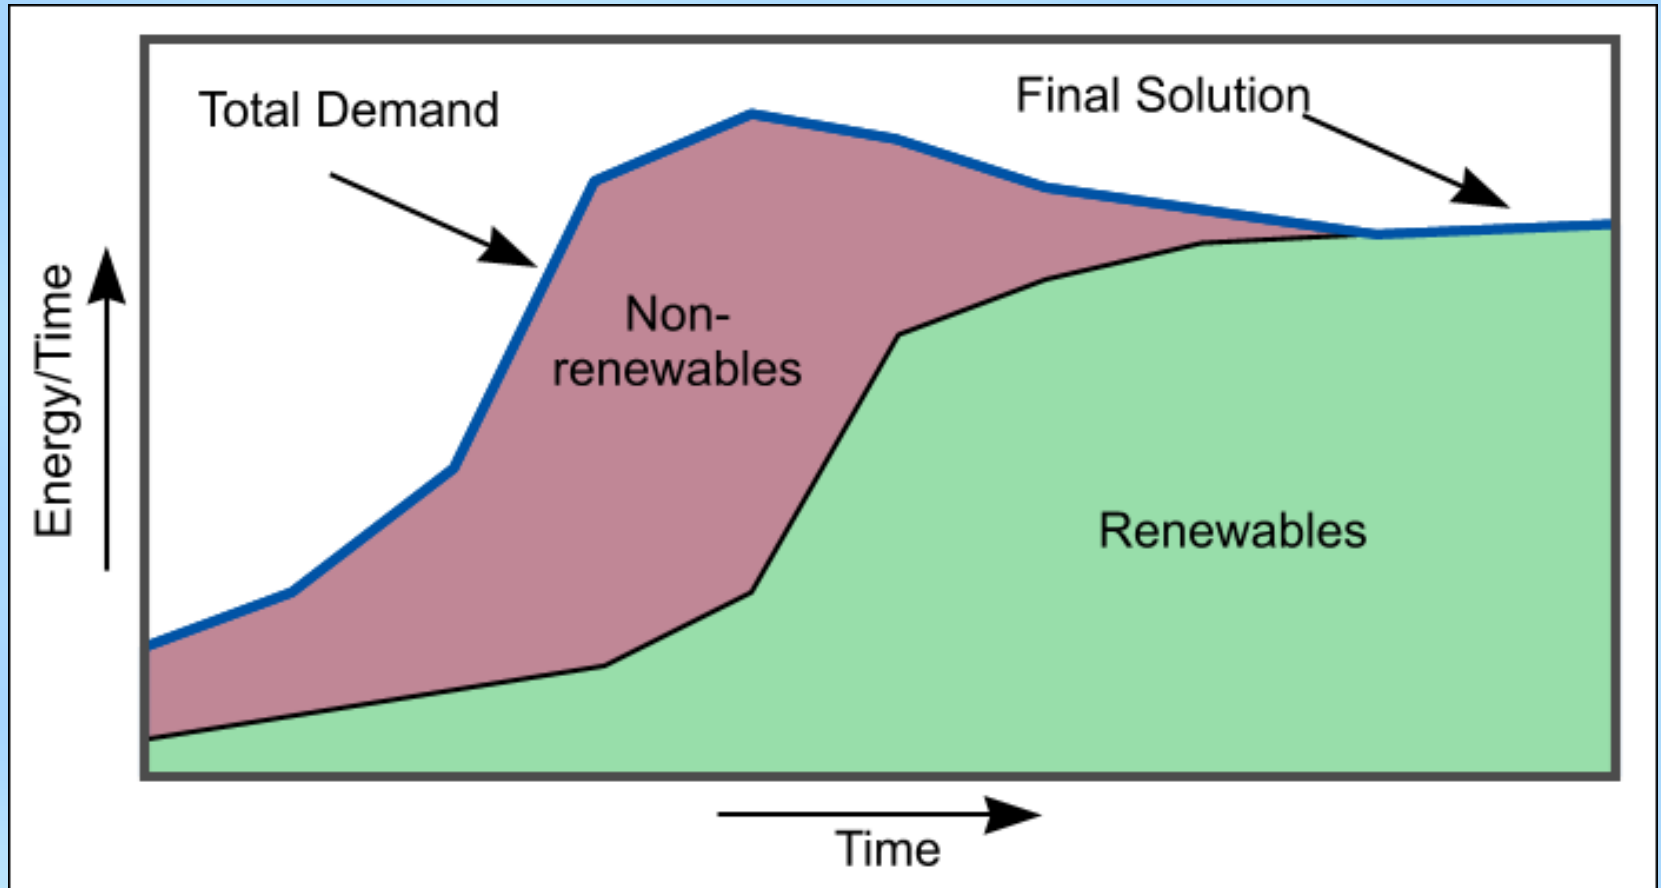 Total Demand
Final Solution
Non-
renewables
Energy/Time
Renewables
Time